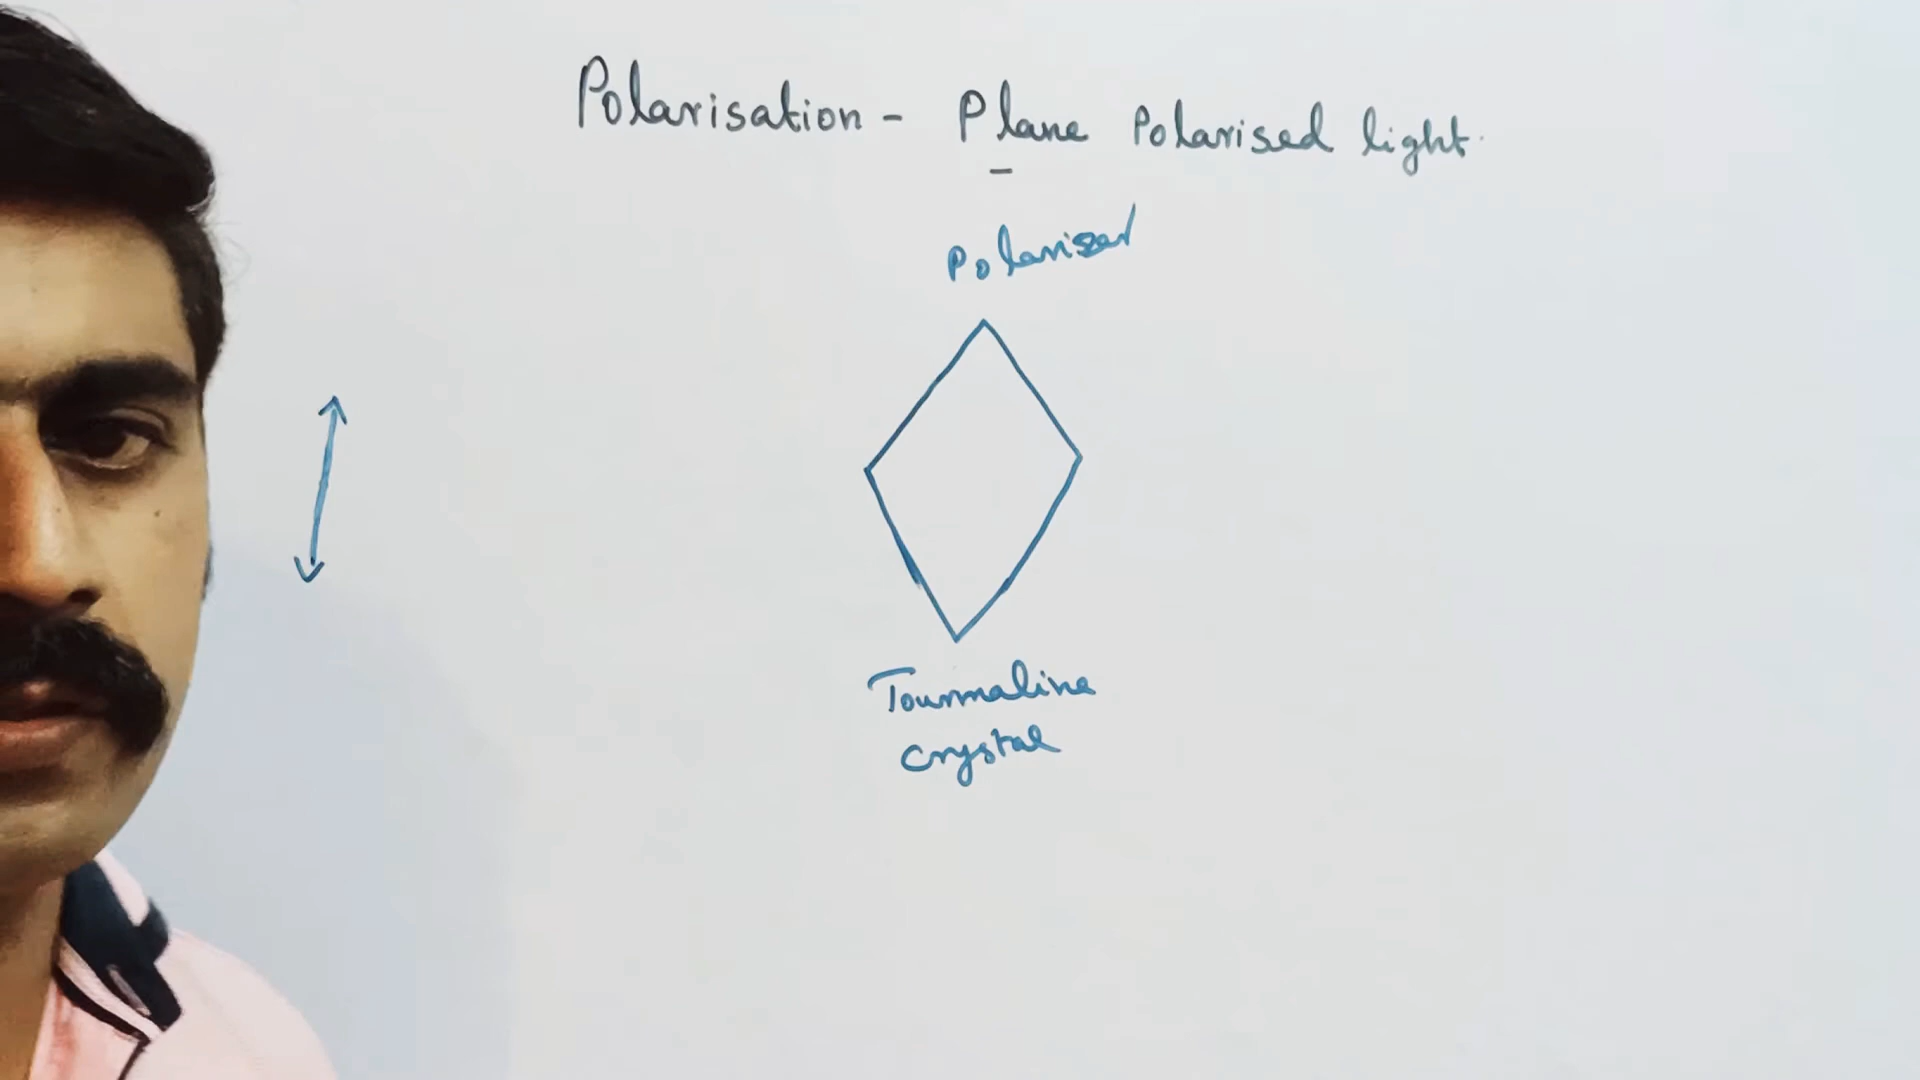 Polarisation - Plane Polarised light.
Polariser
Tourmaline
crystal